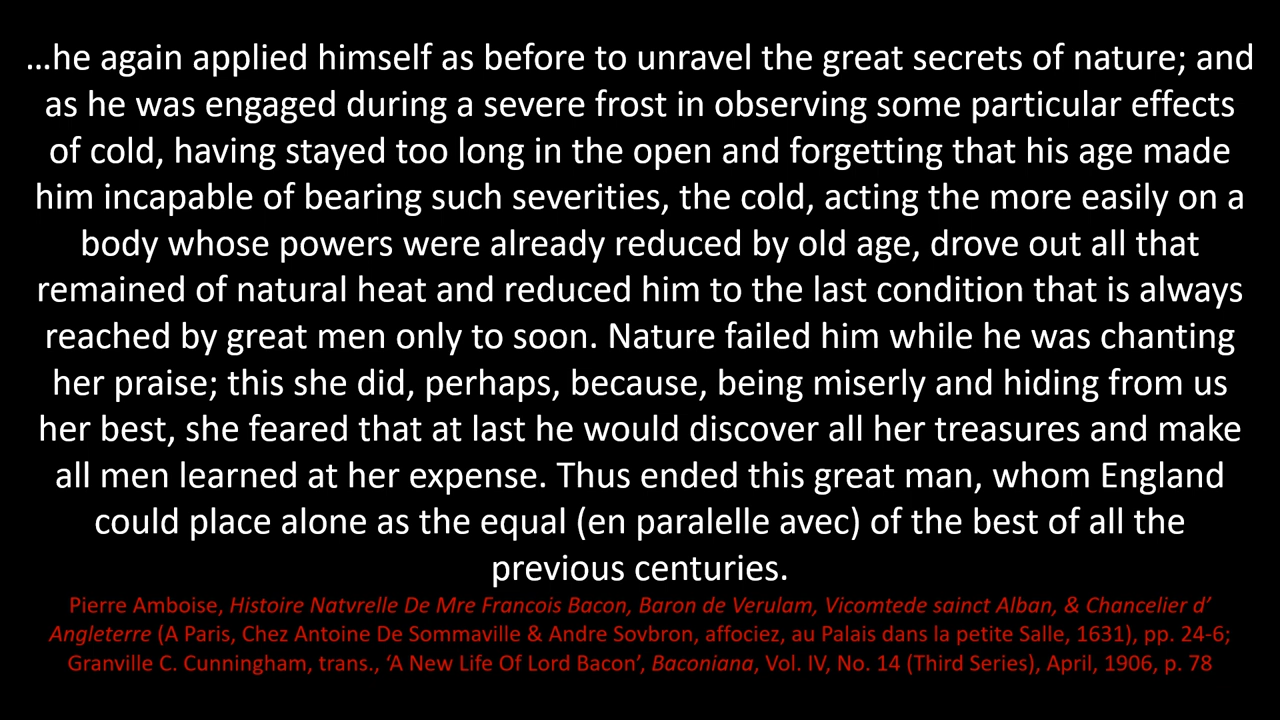 …he again applied himself as before to unravel the great secrets of nature; and
as he was engaged during a severe frost in observing some particular effects
of cold, having stayed too long in the open and forgetting that his age made
him incapable of bearing such severities, the cold, acting the more easily on a
body whose powers were already reduced by old age, drove out all that
remained of natural heat and reduced him to the last condition that is always
reached by great men only to soon. Nature failed him while he was chanting
her praise; this she did, perhaps, because, being miserly and hiding from us
her best, she feared that at last he would discover all her treasures and make
all men learned at her expense. Thus ended this great man, whom England
could place alone as the equal (en paralelle avec) of the best of all the
previous centuries.
Pierre Amboise, Histoire Natvrelle De Mre Francois Bacon, Baron de Verulam, Vicomtede sainct Alban, & Chancelier d’
Angleterre (A Paris, Chez Antoine De Sommaville & Andre Sovbron, affociez, au Palais dans la petite Salle, 1631), pp. 24-6;
Granville C. Cunningham, trans., ‘A New Life Of Lord Bacon’, Baconiana, Vol. IV, No. 14 (Third Series), April, 1906, p. 78